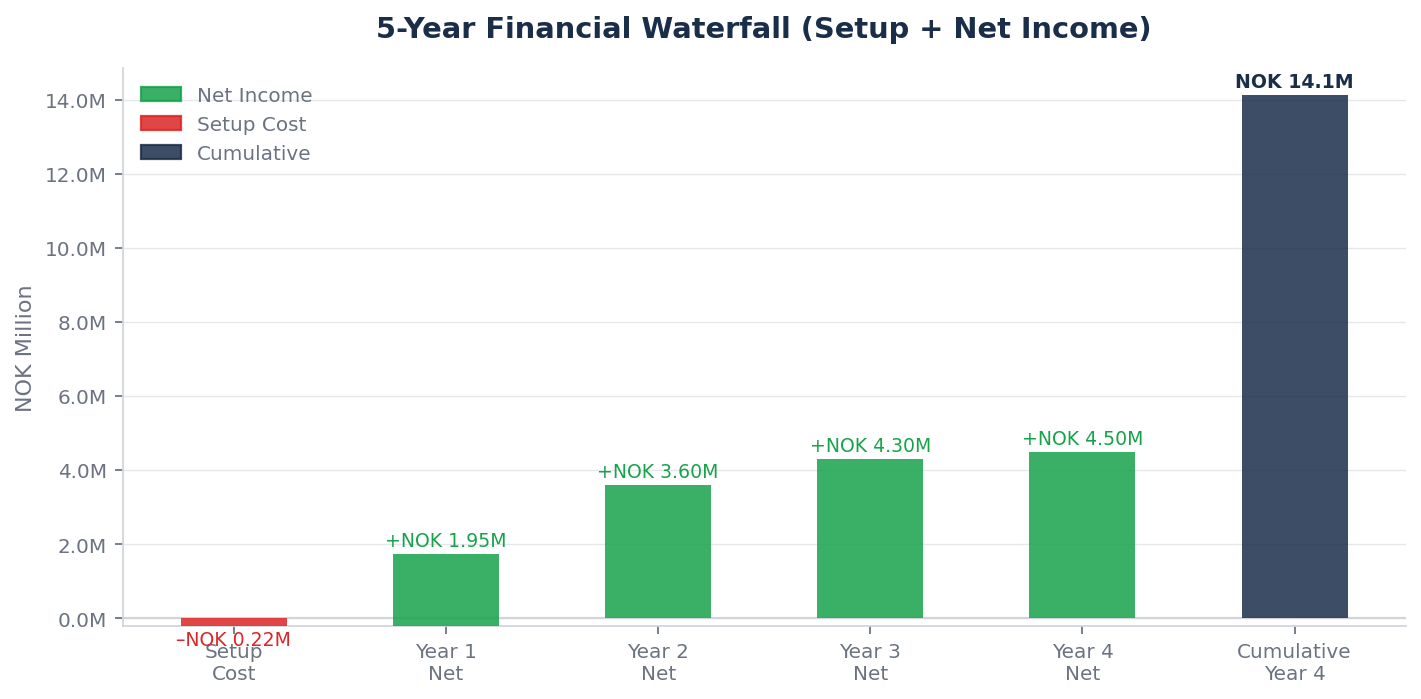 5-Year Financial Waterfall (Setup + Net Income)
Net Income
Setup Cost
Cumulative
NOK Million
14.0M
12.0M
10.0M
8.0M
6.0M
4.0M
2.0M
0.0M
–NOK 0.22M
+NOK 1.95M
+NOK 3.60M
+NOK 4.30M
+NOK 4.50M
NOK 14.1M
Setup
Cost
Year 1
Net
Year 2
Net
Year 3
Net
Year 4
Net
Cumulative
Year 4